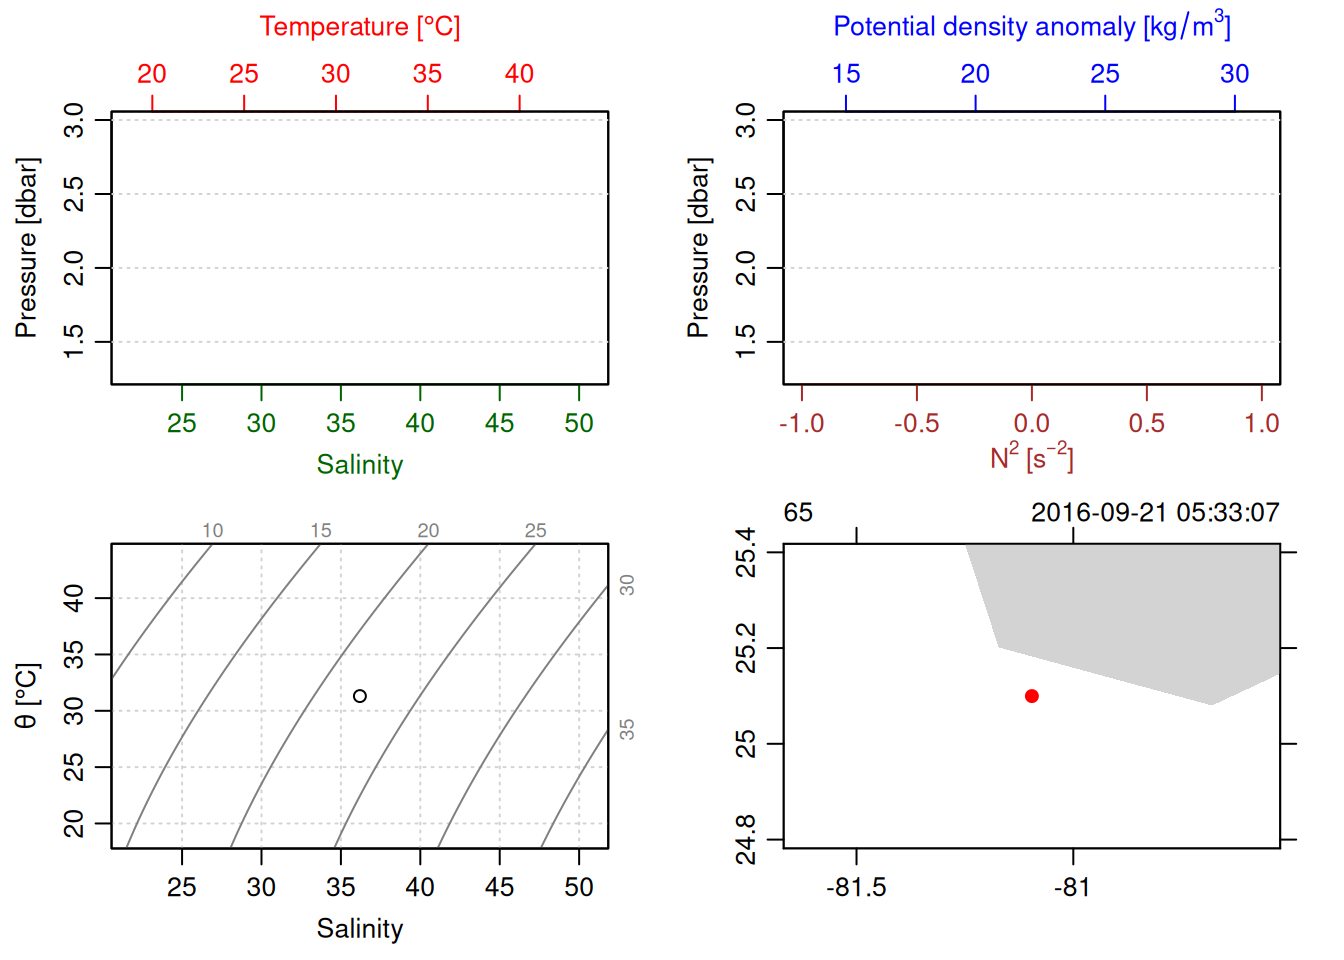 Temperature [°C]
20 25 30 35 40
3.0
2.5
2.0
1.5
Pressure [dbar]
25 30 35 40 45 50
Salinity
Potential density anomaly [kg/m³]
15 20 25 30
3.0
2.5
2.0
1.5
Pressure [dbar]
-1.0 -0.5 0.0 0.5 1.0
N² [s⁻²]
10 15 20 25
30
35
40
35
30
25
20
θ [°C]
25 30 35 40 45 50
Salinity
65 2016-09-21 05:33:07
25.4
25.2
25
24.8
-81.5 -81